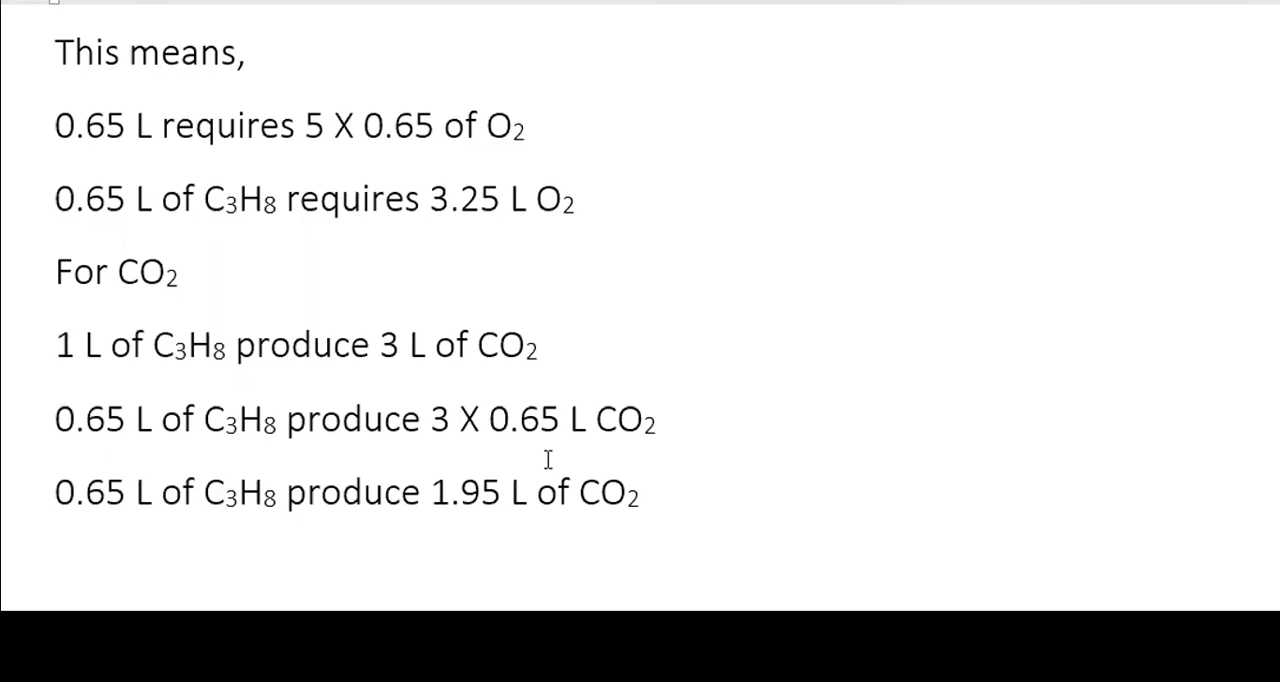 This means,
0.65 L requires 5 X 0.65 of O₂
0.65 L of C₃H₈ requires 3.25 L O₂
For CO₂
1 L of C₃H₈ produce 3 L of CO₂
0.65 L of C₃H₈ produce 3 X 0.65 L CO₂
0.65 L of C₃H₈ produce 1.95 L of CO₂